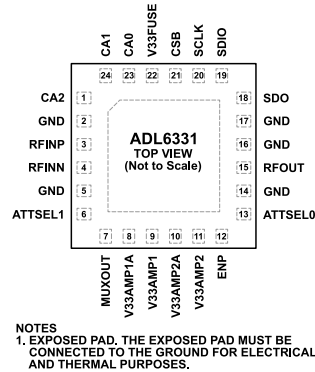 CA1
CA0
V33FUSE
CSB
SCLK
SDIO
24
23
22
21
20
19
CA2 1
GND 2
RFINP 3
RFINN 4
GND 5
ATTSEL1 6
ADL6331
TOP VIEW
(Not to Scale)
18 SDO
17 GND
16 GND
15 RFOUT
14 GND
13 ATTSEL0
7
8
9
10
11
12
MUXOUT
V33AMP1A
V33AMP1
V33AMP2A
V33AMP2
ENP
NOTES
1. EXPOSED PAD. THE EXPOSED PAD MUST BE
CONNECTED TO THE GROUND FOR ELECTRICAL
AND THERMAL PURPOSES.